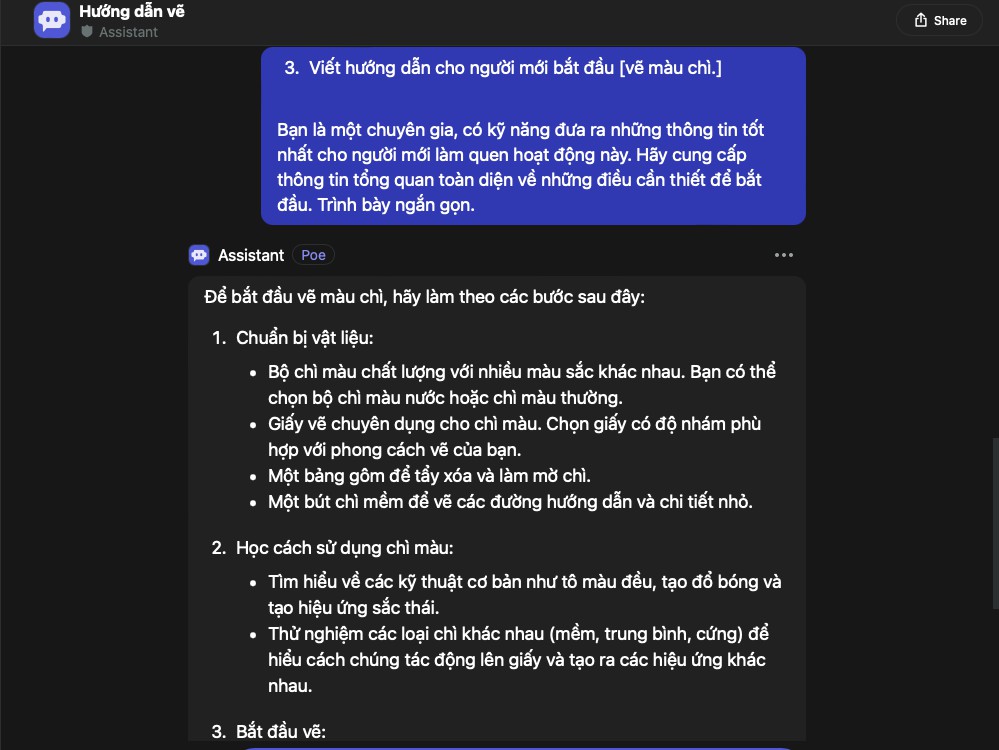 Hướng dẫn vẽ
Assistant
Share
3. Viết hướng dẫn cho người mới bắt đầu [vẽ màu chì.]
Bạn là một chuyên gia, có kỹ năng đưa ra những thông tin tốt
nhất cho người mới làm quen hoạt động này. Hãy cung cấp
thông tin tổng quan toàn diện về những điều cần thiết để bắt
đầu. Trình bày ngắn gọn.
Assistant Poe
Để bắt đầu vẽ màu chì, hãy làm theo các bước sau đây:
1. Chuẩn bị vật liệu:
• Bộ chì màu chất lượng với nhiều màu sắc khác nhau. Bạn có thể
chọn bộ chì màu nước hoặc chì màu thường.
• Giấy vẽ chuyên dụng cho chì màu. Chọn giấy có độ nhám phù
hợp với phong cách vẽ của bạn.
• Một bảng gôm để tẩy xóa và làm mờ chì.
• Một bút chì mềm để vẽ các đường hướng dẫn và chi tiết nhỏ.
2. Học cách sử dụng chì màu:
• Tìm hiểu về các kỹ thuật cơ bản như tô màu đều, tạo đổ bóng và
tạo hiệu ứng sắc thái.
• Thử nghiệm các loại chì khác nhau (mềm, trung bình, cứng) để
hiểu cách chúng tác động lên giấy và tạo ra các hiệu ứng khác
nhau.
3. Bắt đầu vẽ: